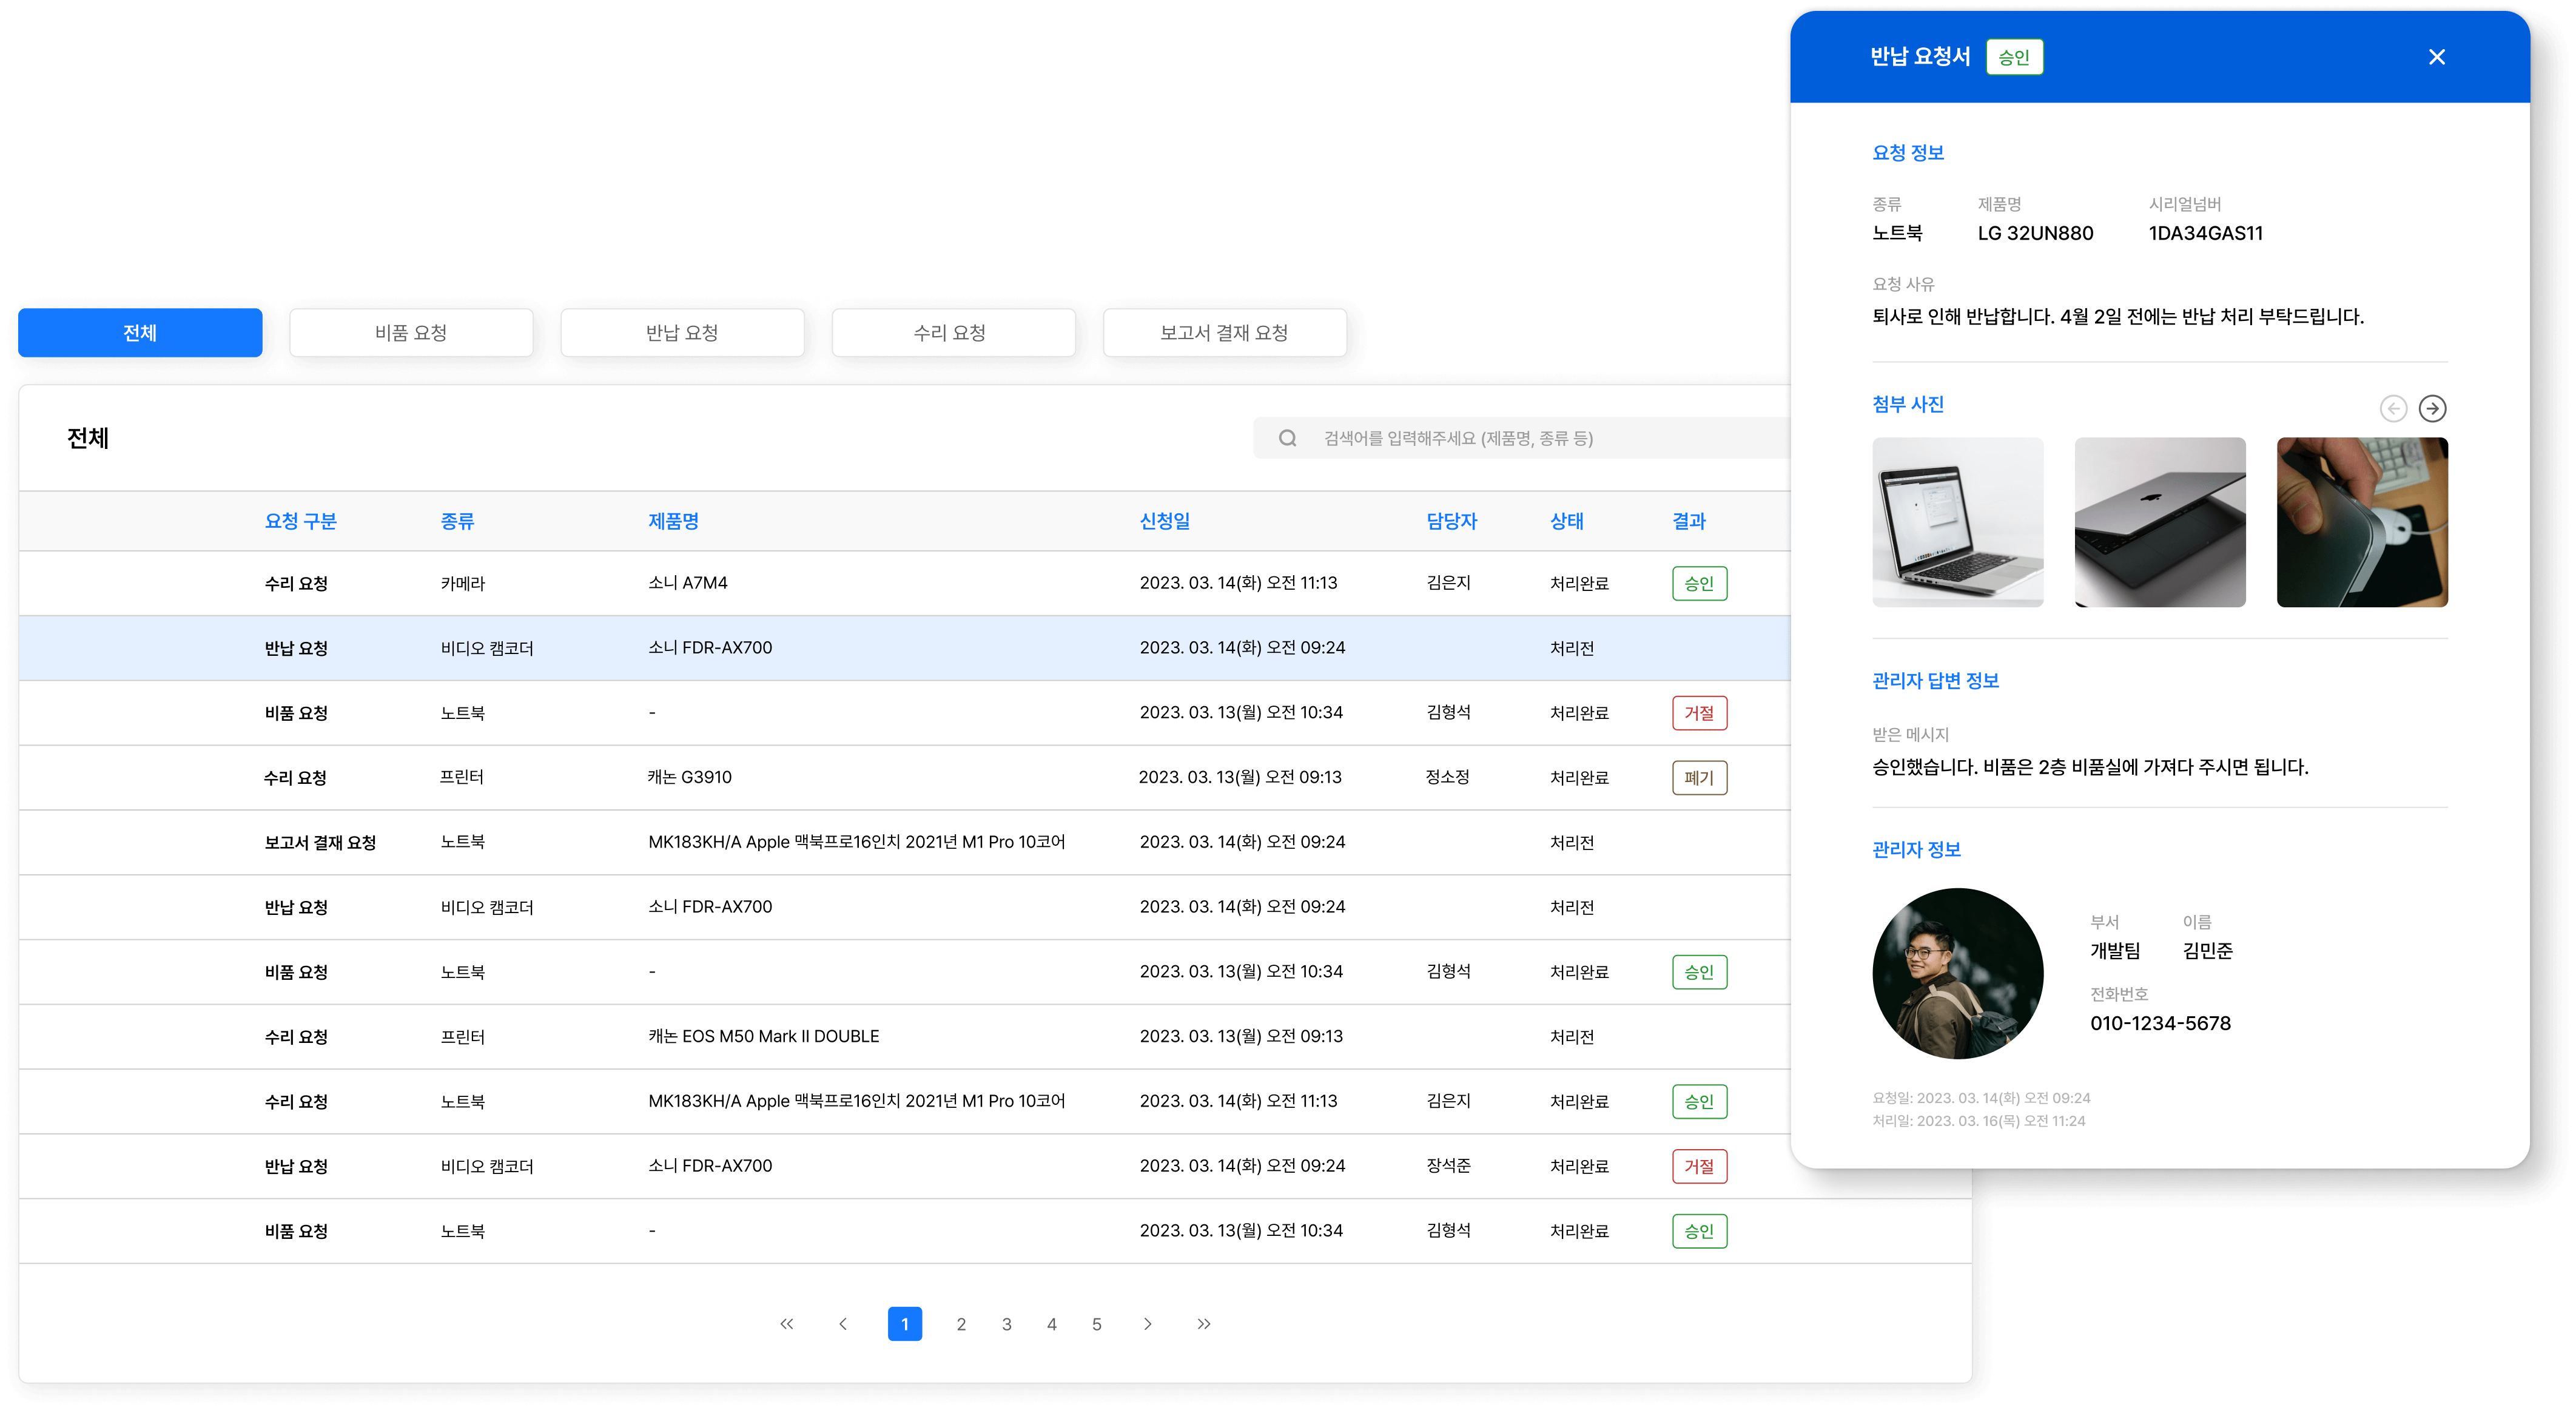 전체
비품 요청
반납 요청
수리 요청
보고서 결재 요청
전체
검색어를 입력해주세요 (제품명, 종류 등)
요청 구분 종류 제품명 신청일 담당자 상태 결과
수리 요청 카메라 소니 A7M4 2023. 03. 14(화) 오전 11:13 김은지 처리완료 승인
반납 요청 비디오 캠코더 소니 FDR-AX700 2023. 03. 14(화) 오전 09:24 처리전
비품 요청 노트북 - 2023. 03. 13(월) 오전 10:34 김형석 처리완료 거절
수리 요청 프린터 캐논 G3910 2023. 03. 13(월) 오전 09:13 정소정 처리완료 폐기
보고서 결재 요청 노트북 MK183KH/A Apple 맥북프로16인치 2021년 M1 Pro 10코어 2023. 03. 14(화) 오전 09:24 처리전
반납 요청 비디오 캠코더 소니 FDR-AX700 2023. 03. 14(화) 오전 09:24 처리전
비품 요청 노트북 - 2023. 03. 13(월) 오전 10:34 김형석 처리완료 승인
수리 요청 프린터 캐논 EOS M50 Mark II DOUBLE 2023. 03. 13(월) 오전 09:13 처리전
수리 요청 노트북 MK183KH/A Apple 맥북프로16인치 2021년 M1 Pro 10코어 2023. 03. 14(화) 오전 11:13 김은지 처리완료 승인
반납 요청 비디오 캠코더 소니 FDR-AX700 2023. 03. 14(화) 오전 09:24 장석준 처리완료 거절
비품 요청 노트북 - 2023. 03. 13(월) 오전 10:34 김형석 처리완료 승인
1 2 3 4 5
반납 요청서 승인
요청 정보
종류 제품명 시리얼넘버
노트북 LG 32UN880 1DA34GAS11
요청 사유
퇴사로 인해 반납합니다. 4월 2일 전에는 반납 처리 부탁드립니다.
첨부 사진
관리자 답변 정보
받은 메시지
승인했습니다. 비품은 2층 비품실에 가져다 주시면 됩니다.
관리자 정보
부서 이름
개발팀 김민준
전화번호
010-1234-5678
요청일: 2023. 03. 14(화) 오전 09:24
처리일: 2023. 03. 16(목) 오전 11:24